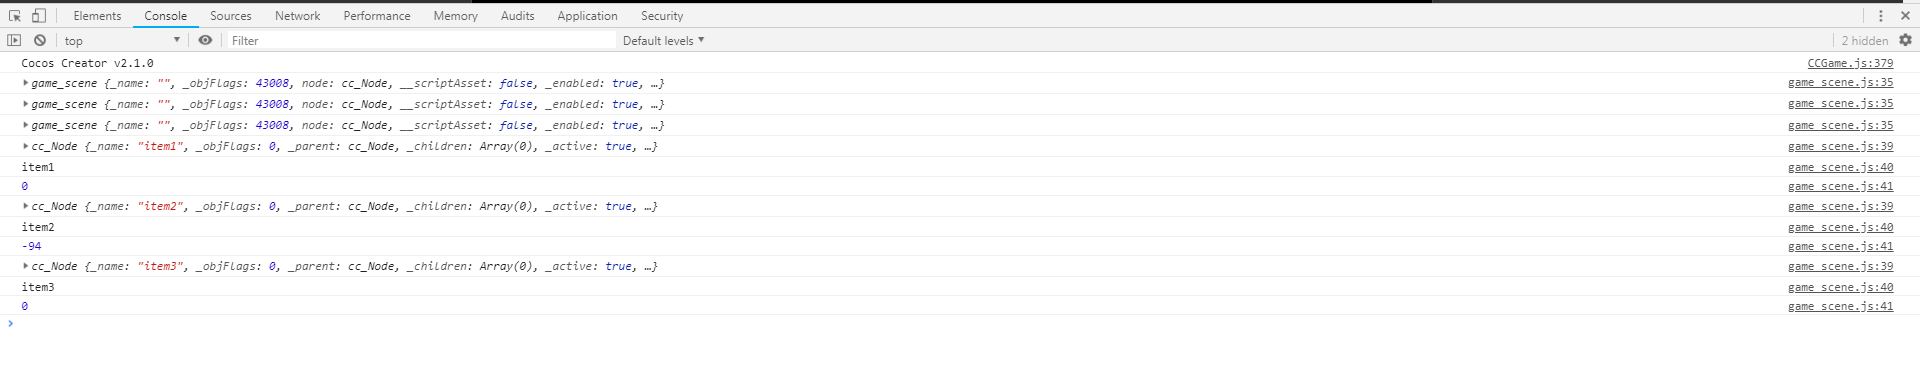 Elements Console Sources Network Performance Memory Audits Application Security
top Filter Default levels 2 hidden
Cocos Creator v2.1.0 CCGame.js:379
game_scene {_name: "", _objFlags: 43008, node: cc_Node, __scriptAsset: false, _enabled: true, …} game_scene.js:35
game_scene {_name: "", _objFlags: 43008, node: cc_Node, __scriptAsset: false, _enabled: true, …} game_scene.js:35
game_scene {_name: "", _objFlags: 43008, node: cc_Node, __scriptAsset: false, _enabled: true, …} game_scene.js:35
cc_Node {_name: "item1", _objFlags: 0, _parent: cc_Node, _children: Array(0), _active: true, …} game_scene.js:39
item1 game_scene.js:40
0 game_scene.js:41
cc_Node {_name: "item2", _objFlags: 0, _parent: cc_Node, _children: Array(0), _active: true, …} game_scene.js:39
item2 game_scene.js:40
-94 game_scene.js:41
cc_Node {_name: "item3", _objFlags: 0, _parent: cc_Node, _children: Array(0), _active: true, …} game_scene.js:39
item3 game_scene.js:40
0 game_scene.js:41